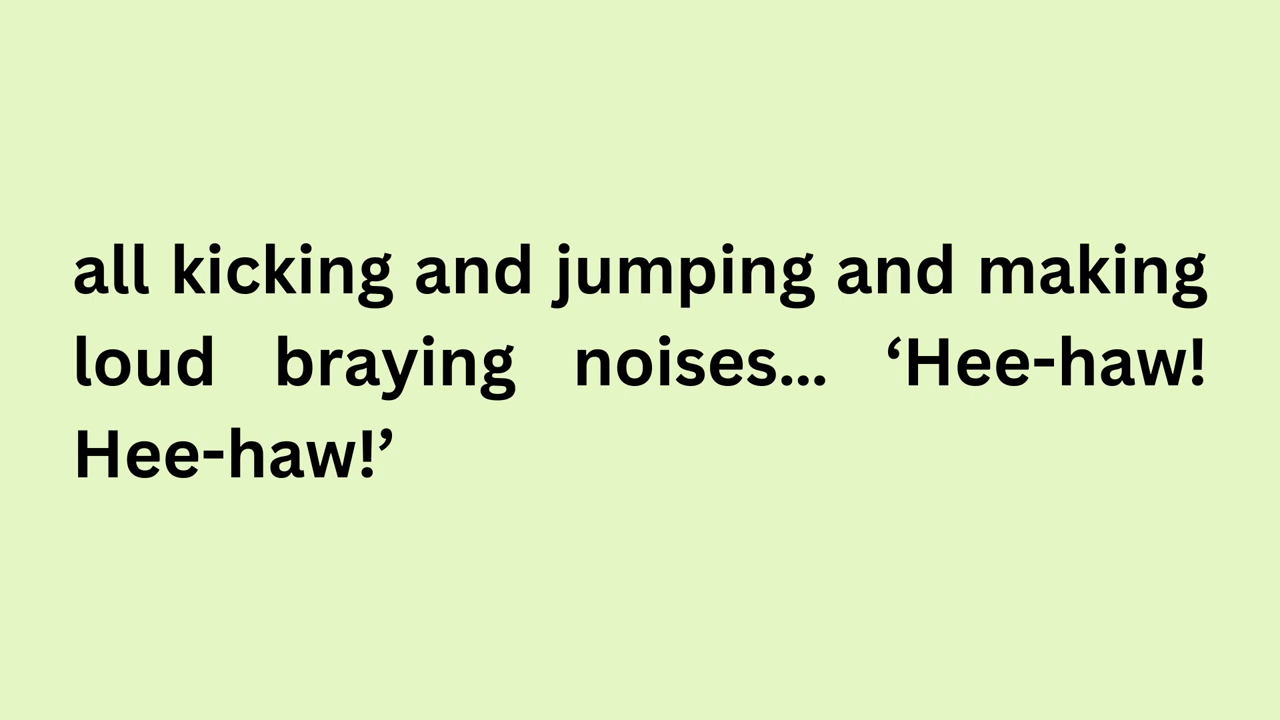 all kicking and jumping and making
loud braying noises... ‘Hee-haw!
Hee-haw!’